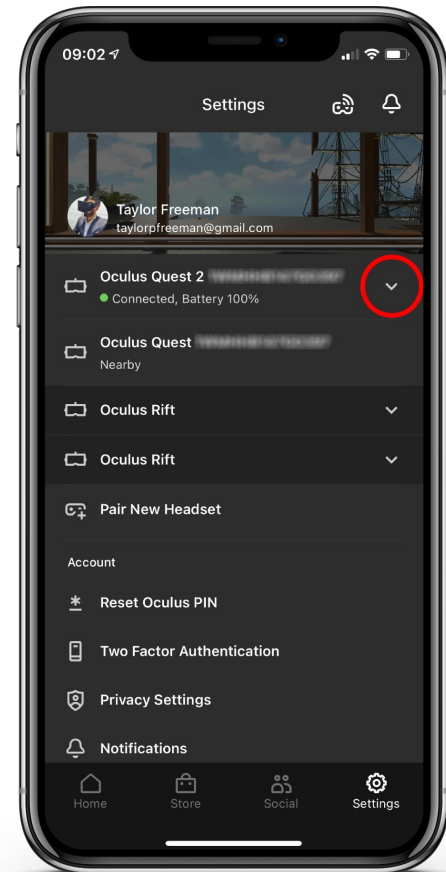 09:02
Settings
Taylor Freeman
taylorpfreeman@gmail.com
Oculus Quest 2
Connected, Battery 100%
Oculus Quest
Nearby
Oculus Rift
Oculus Rift
Pair New Headset
Account
Reset Oculus PIN
Two Factor Authentication
Privacy Settings
Notifications
Home Store Social Settings